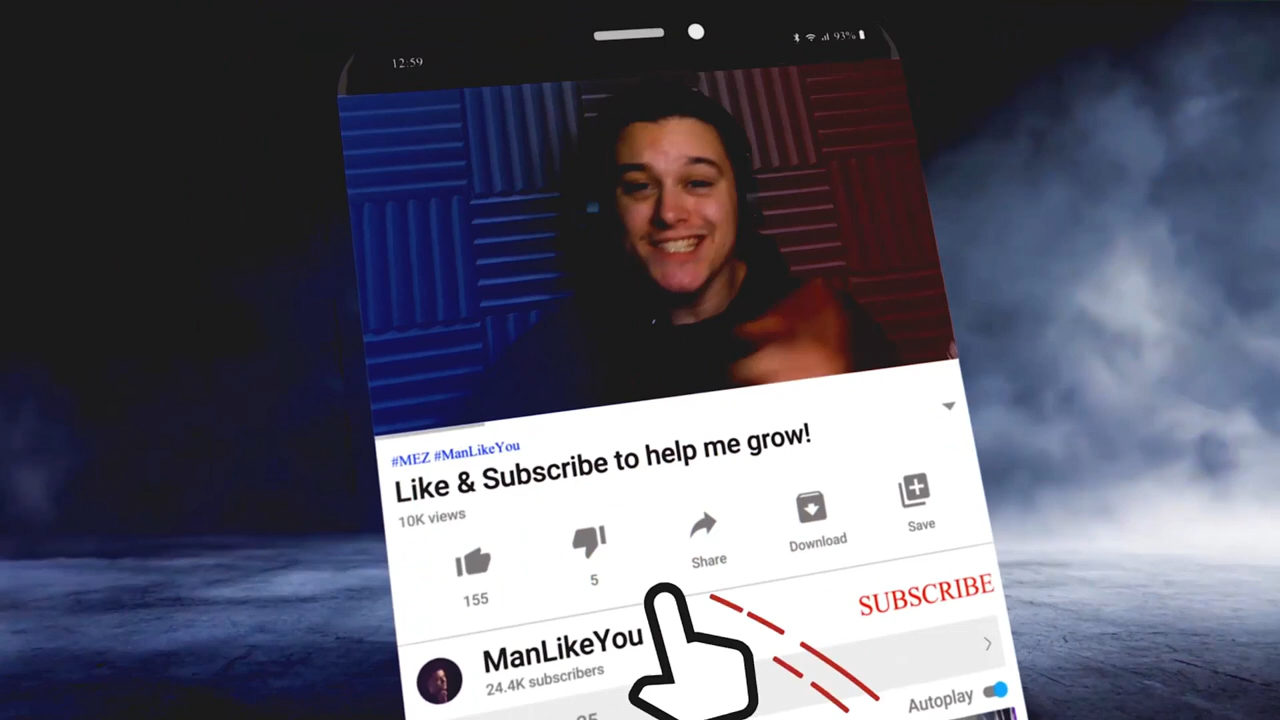 12:59
93%
#MEZ #ManLikeYou
Like & Subscribe to help me grow!
10K views
155
5
Share
Download
Save
SUBSCRIBE
ManLikeYou
24.4K subscribers
Autoplay